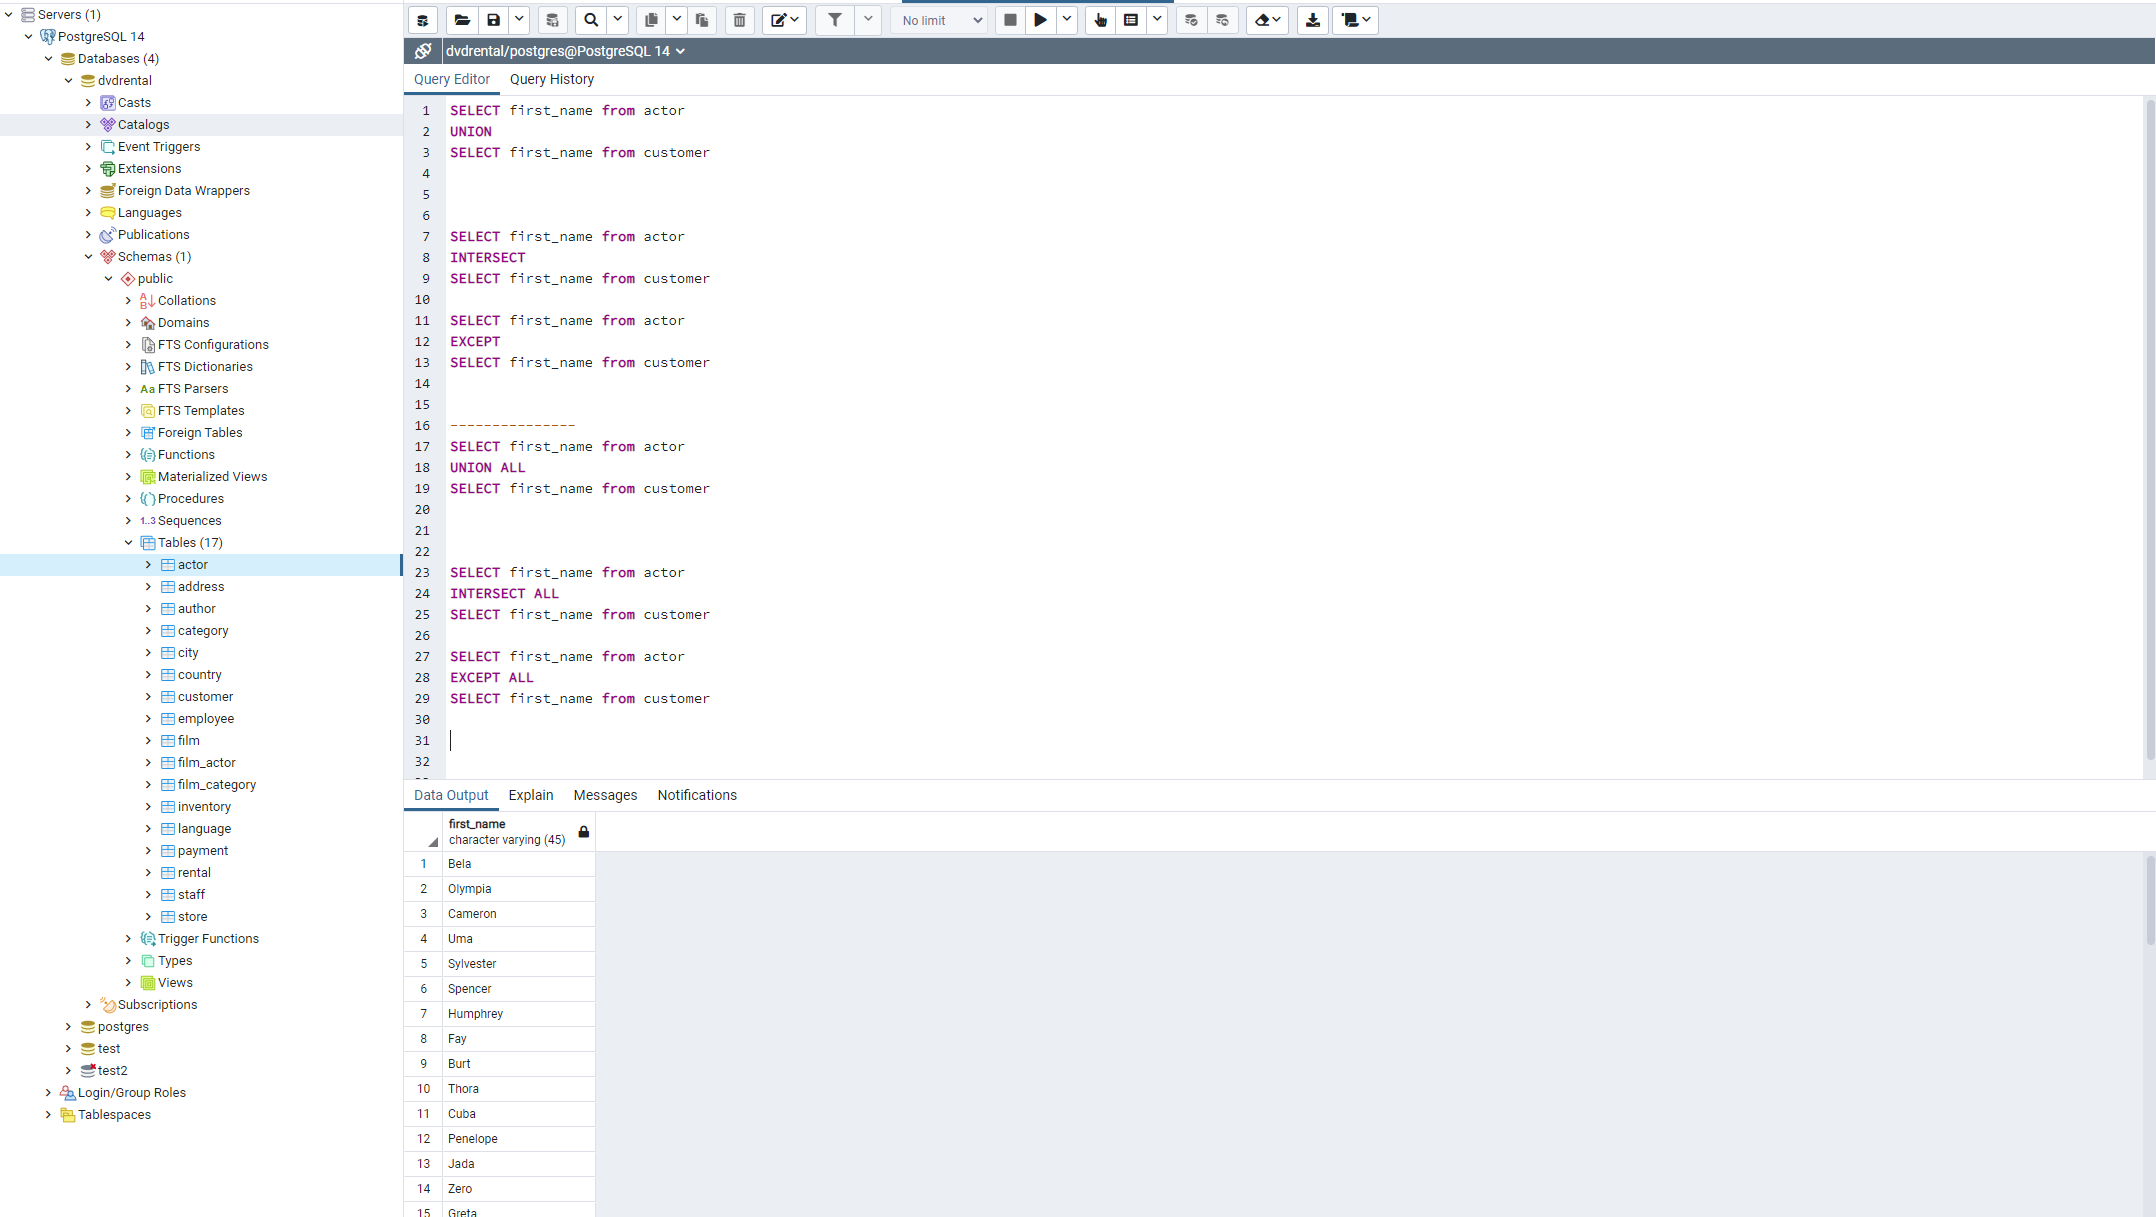 Servers (1)
PostgreSQL 14
Databases (4)
dvdrental
Casts
Catalogs
Event Triggers
Extensions
Foreign Data Wrappers
Languages
Publications
Schemas (1)
public
Collations
Domains
FTS Configurations
FTS Dictionaries
Aa FTS Parsers
FTS Templates
Foreign Tables
Functions
Materialized Views
Procedures
1..3 Sequences
Tables (17)
actor
address
author
category
city
country
customer
employee
film
film_actor
film_category
inventory
language
payment
rental
staff
store
Trigger Functions
Types
Views
Subscriptions
postgres
test
test2
Login/Group Roles
Tablespaces
No limit
dvdrental/postgres@PostgreSQL 14
Query Editor Query History
1 SELECT first_name from actor
2 UNION
3 SELECT first_name from customer
4
5
6
7 SELECT first_name from actor
8 INTERSECT
9 SELECT first_name from customer
10
11 SELECT first_name from actor
12 EXCEPT
13 SELECT first_name from customer
14
15
16 ---------------
17 SELECT first_name from actor
18 UNION ALL
19 SELECT first_name from customer
20
21
22
23 SELECT first_name from actor
24 INTERSECT ALL
25 SELECT first_name from customer
26
27 SELECT first_name from actor
28 EXCEPT ALL
29 SELECT first_name from customer
30
31
32
Data Output Explain Messages Notifications
first_name
character varying (45)
1 Bela
2 Olympia
3 Cameron
4 Uma
5 Sylvester
6 Spencer
7 Humphrey
8 Fay
9 Burt
10 Thora
11 Cuba
12 Penelope
13 Jada
14 Zero
15 Greta